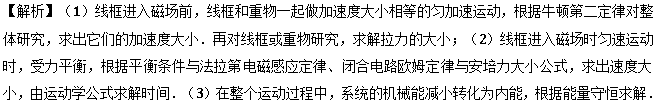 【解析】（1）线框进入磁场前，线框和重物一起做加速度大小相等的匀加速运动，根据牛顿第二定律对整
体研究，求出它们的加速度大小．再对线框或重物研究，求解拉力的大小；（2）线框进入磁场时匀速运动
时，受力平衡，根据平衡条件与法拉第电磁感应定律、闭合电路欧姆定律与安培力大小公式，求出速度大
小，由运动学公式求解时间．（3）在整个运动过程中，系统的机械能减小转化为内能，根据能量守恒求解．